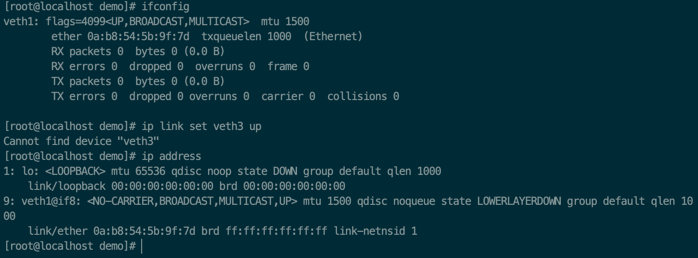 [root@localhost demo]# ifconfig
veth1: flags=4099<UP,BROADCAST,MULTICAST>  mtu 1500
        ether 0a:b8:54:5b:9f:7d  txqueuelen 1000  (Ethernet)
        RX packets 0  bytes 0 (0.0 B)
        RX errors 0  dropped 0  overruns 0  frame 0
        TX packets 0  bytes 0 (0.0 B)
        TX errors 0  dropped 0 overruns 0  carrier 0  collisions 0
[root@localhost demo]# ip link set veth3 up
Cannot find device "veth3"
[root@localhost demo]# ip address
1: lo: <LOOPBACK> mtu 65536 qdisc noop state DOWN group default qlen 1000
    link/loopback 00:00:00:00:00:00 brd 00:00:00:00:00:00
9: veth1@if8: <NO-CARRIER,BROADCAST,MULTICAST,UP> mtu 1500 qdisc noqueue state LOWERLAYERDOWN group default qlen 10
00
    link/ether 0a:b8:54:5b:9f:7d brd ff:ff:ff:ff:ff:ff link-netnsid 1
[root@localhost demo]#